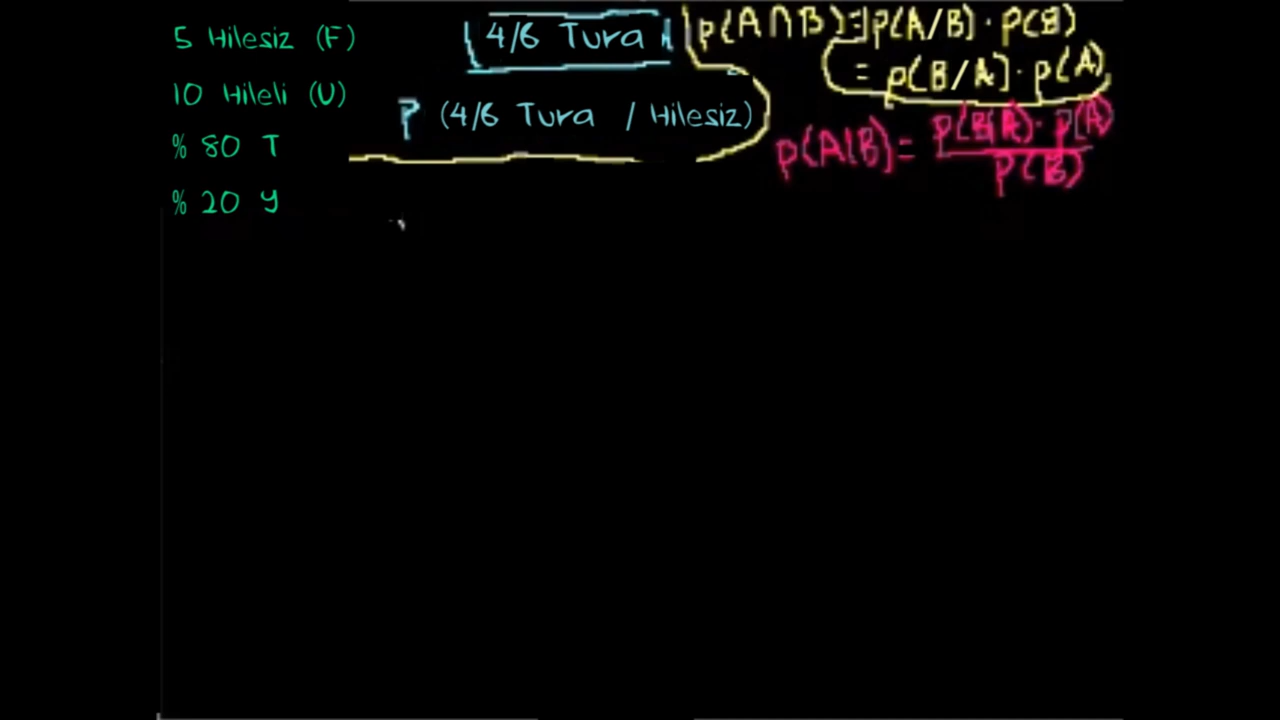 5 Hilesiz (F)
10 Hileli (U)
% 80 T
% 20 Y
4/6 Tura
P (4/6 Tura / Hilesiz)
P(A∩B)=P(A/B)·P(B)
=P(B/A)·P(A)
P(A|B)=P(B|A)·P(A)
P(B)